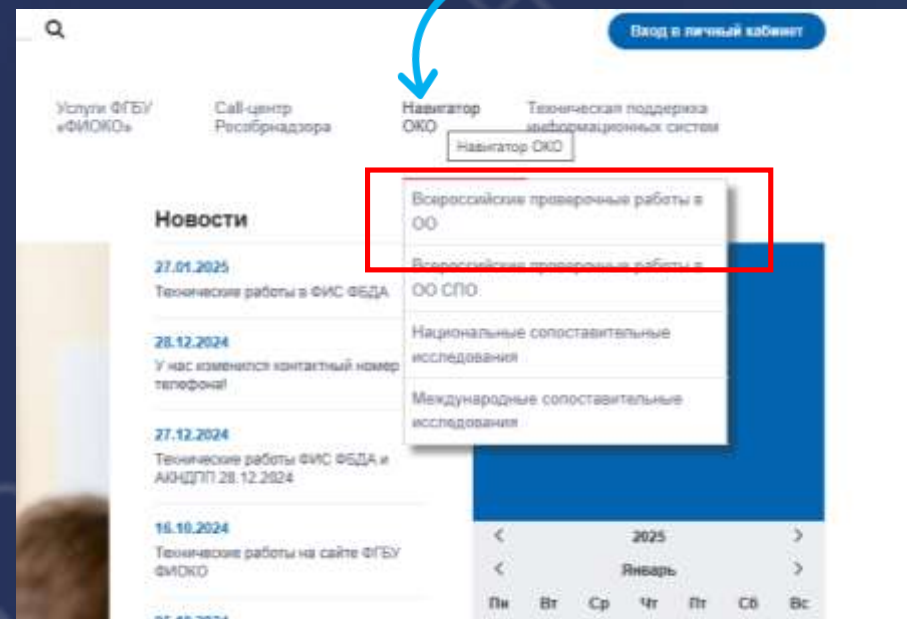 Вход в личный кабинет
Услуги ФГБУ
«ФИОКО»
Call-центр
Рособрнадзора
Навигатор
ОКО
Техническая поддержка
информационных систем
Навигатор ОКО
Всероссийские проверочные работы в
ОО
Всероссийские проверочные работы в
ОО СПО
Национальные сопоставительные
исследования
Международные сопоставительные
исследования
Новости
27.01.2025
Технические работы в ФИС ФБДА
28.12.2024
У нас изменился контактный номер
телефона!
27.12.2024
Технические работы ФИС ФБДА и
АКНДПП 28.12.2024
16.10.2024
Технические работы на сайте ФГБУ
ФИОКО
2025
Январь
Пн Вт Ср Чт Пт Сб Вс